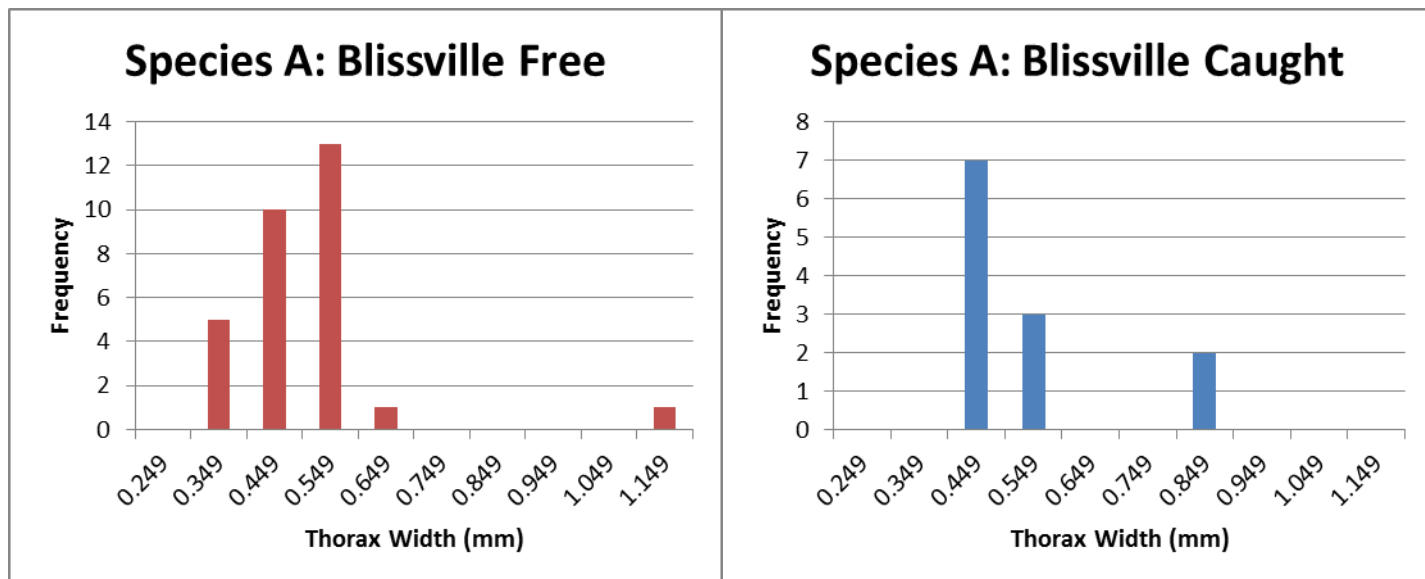 Species A: Blissville Free
14
12
10
8
6
4
2
0
Frequency
0.249 0.349 0.449 0.549 0.649 0.749 0.849 0.949 1.049 1.149
Thorax Width (mm)
Species A: Blissville Caught
8
7
6
5
4
3
2
1
0
Frequency
0.249 0.349 0.449 0.549 0.649 0.749 0.849 0.949 1.049 1.149
Thorax Width (mm)